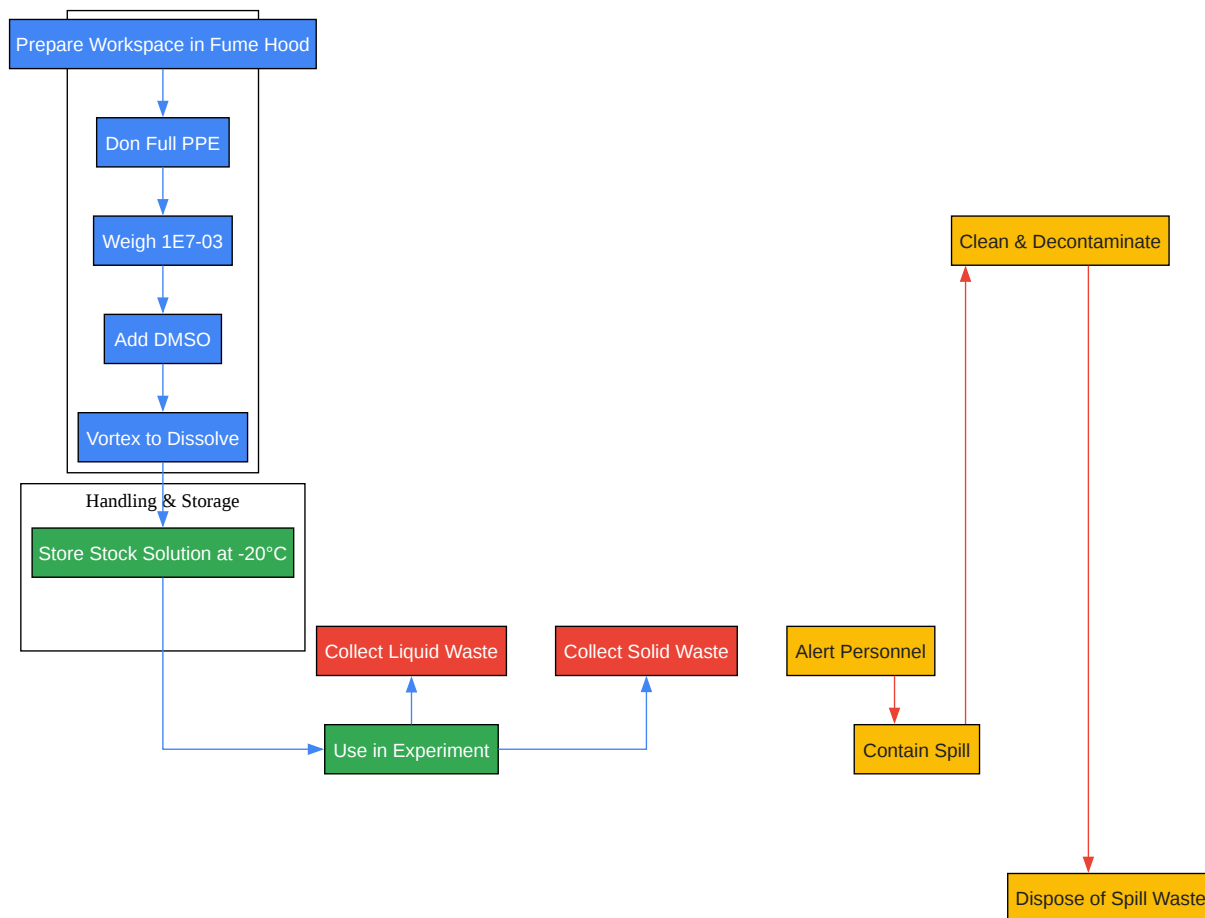 Prepare Workspace in Fume Hood
Don Full PPE
Weigh 1E7-03
Add DMSO
Vortex to Dissolve
Handling & Storage
Store Stock Solution at -20°C
Use in Experiment
Collect Liquid Waste
Collect Solid Waste
Alert Personnel
Contain Spill
Clean & Decontaminate
Dispose of Spill Waste